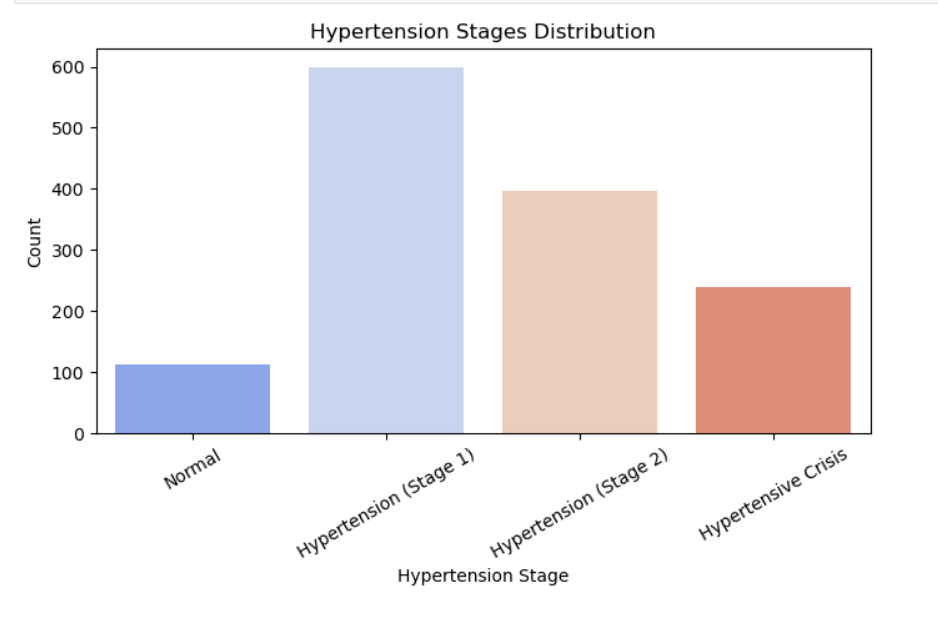 Hypertension Stages Distribution
600
500
400
300
200
100
0
Count
Normal
Hypertension (Stage 1)
Hypertension (Stage 2)
Hypertensive Crisis
Hypertension Stage